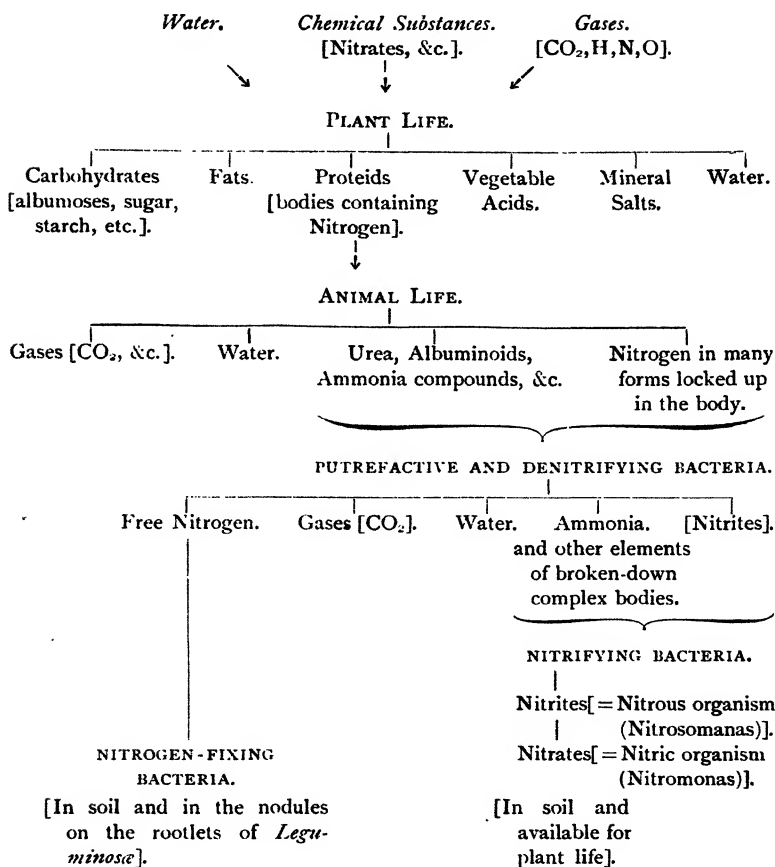 Water. Chemical Substances. Gases.
[Nitrates, &c.]. [CO₂,H,N,O].
PLANT LIFE.
Carbohydrates Fats. Proteids Vegetable Mineral Water.
[albumoses, sugar, [bodies containing Acids. Salts.
starch, etc.]. Nitrogen].
ANIMAL LIFE.
Gases [CO₂, &c.]. Water. Urea, Albuminoids, Nitrogen in many
Ammonia compounds, &c. forms locked up
in the body.
PUTREFACTIVE AND DENITRIFYING BACTERIA.
Free Nitrogen. Gases [CO₂]. Water. Ammonia. [Nitrites].
and other elements
of broken-down
complex bodies.
NITRIFYING BACTERIA.
Nitrites[=Nitrous organism
(Nitrosomanas)].
Nitrates[=Nitric organism
(Nitromonas)].
NITROGEN-FIXING
BACTERIA.
[In soil and in the nodules
on the rootlets of Legu-
minosæ].
[In soil and
available for
plant life].